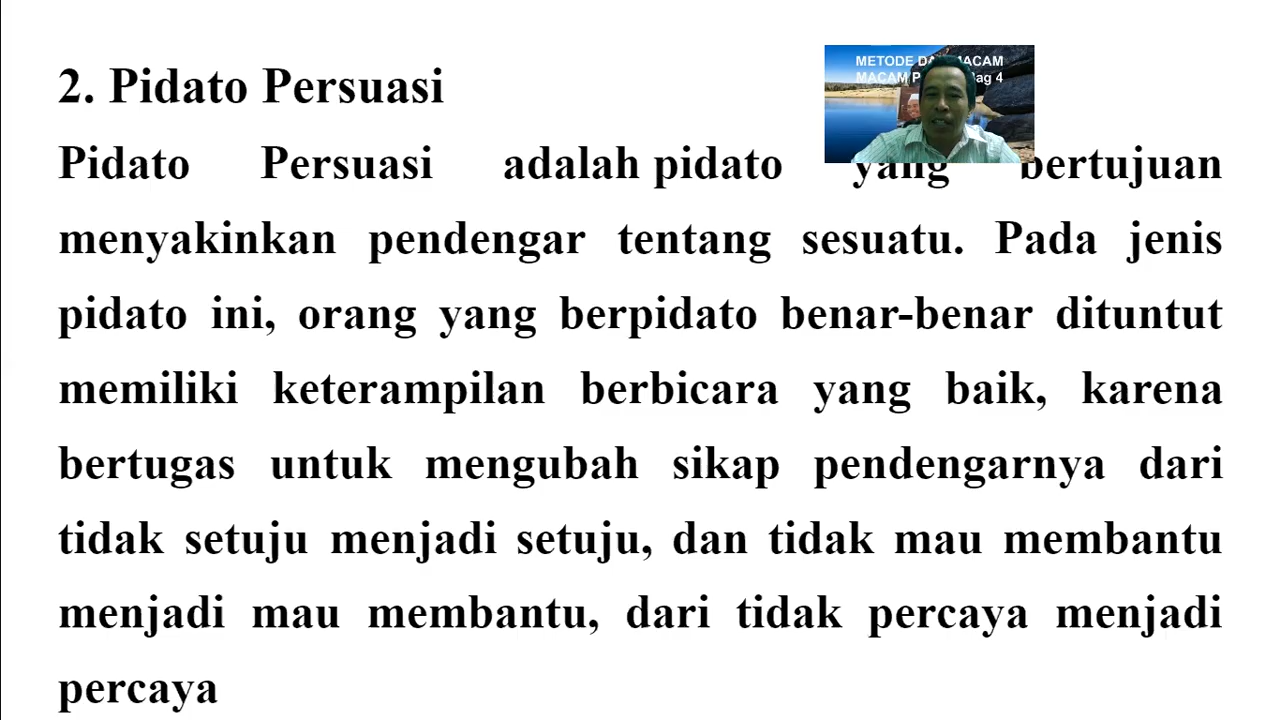 2. Pidato Persuasi
METODE DAN MACAM
MACAM P ag 4
Pidato Persuasi adalah pidato yang bertujuan
menyakinkan pendengar tentang sesuatu. Pada jenis
pidato ini, orang yang berpidato benar-benar dituntut
memiliki keterampilan berbicara yang baik, karena
bertugas untuk mengubah sikap pendengarnya dari
tidak setuju menjadi setuju, dan tidak mau membantu
menjadi mau membantu, dari tidak percaya menjadi
percaya